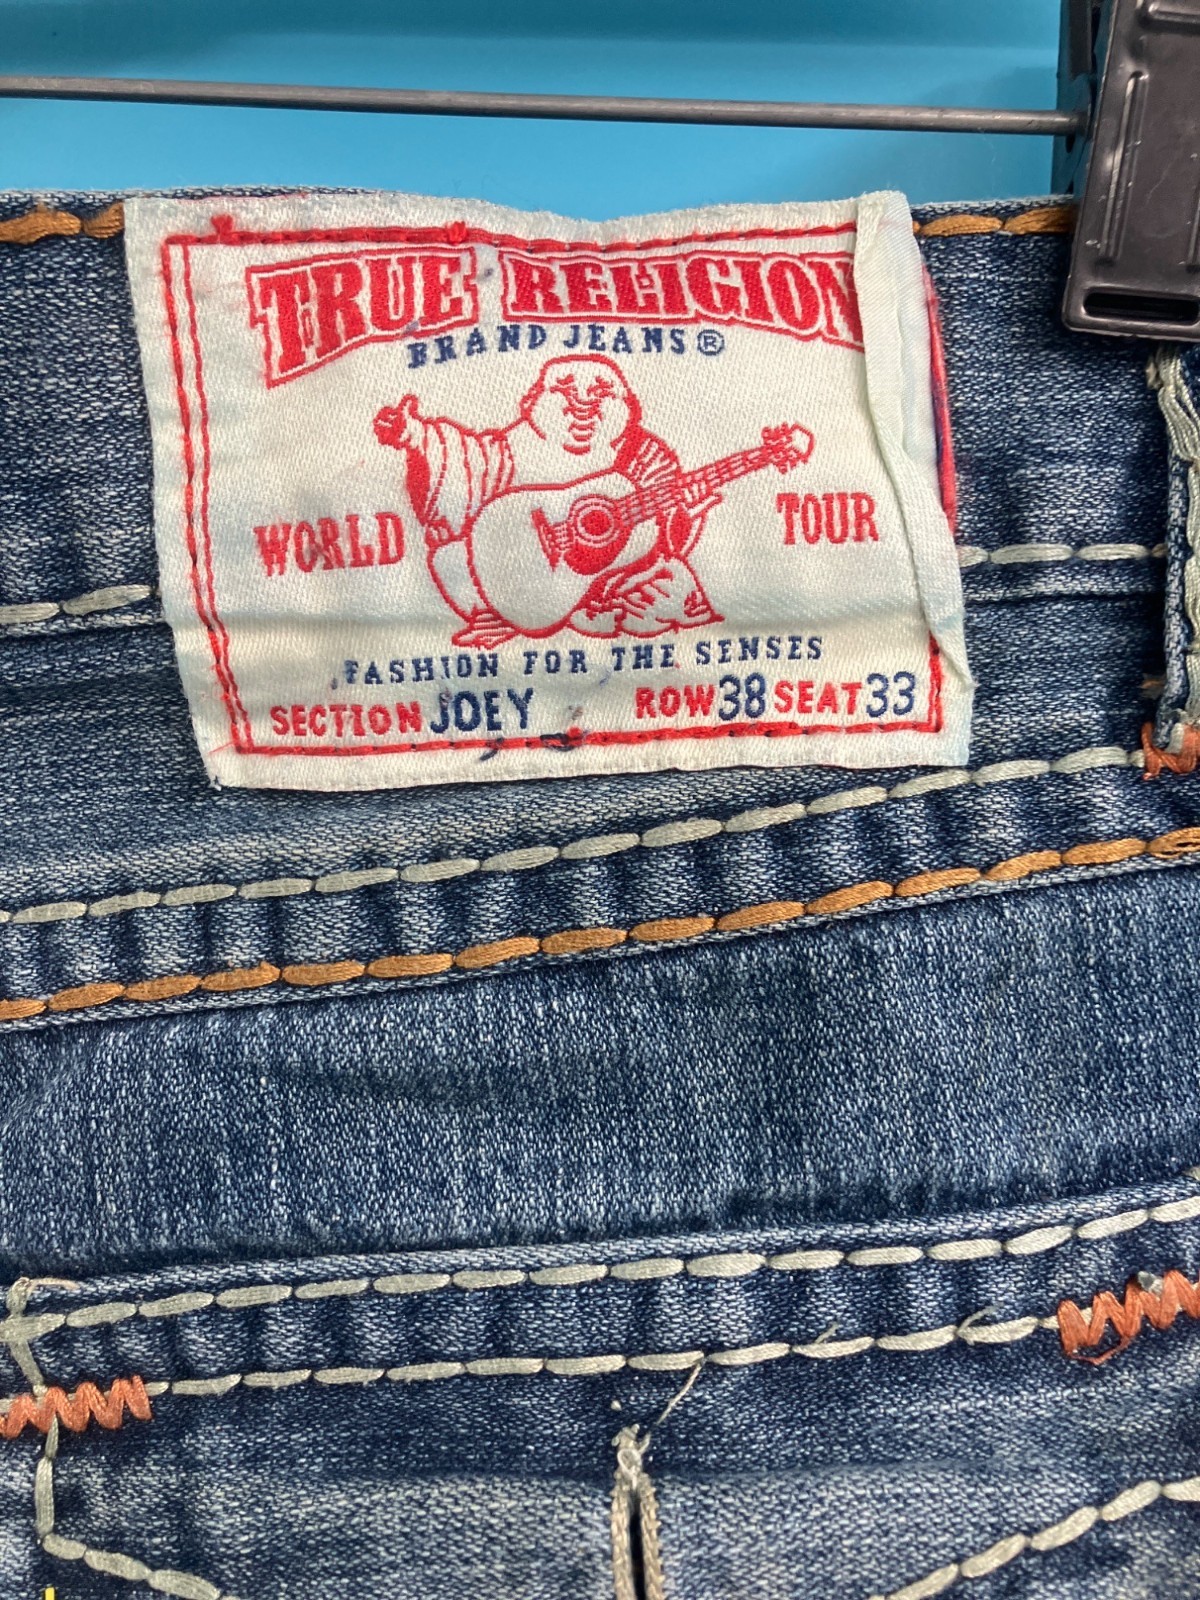 TRUE RELIGION
BRAND JEANS®
WORLD TOUR
FASHION FOR THE SENSES
SECTION JOEY ROW 38 SEAT 33